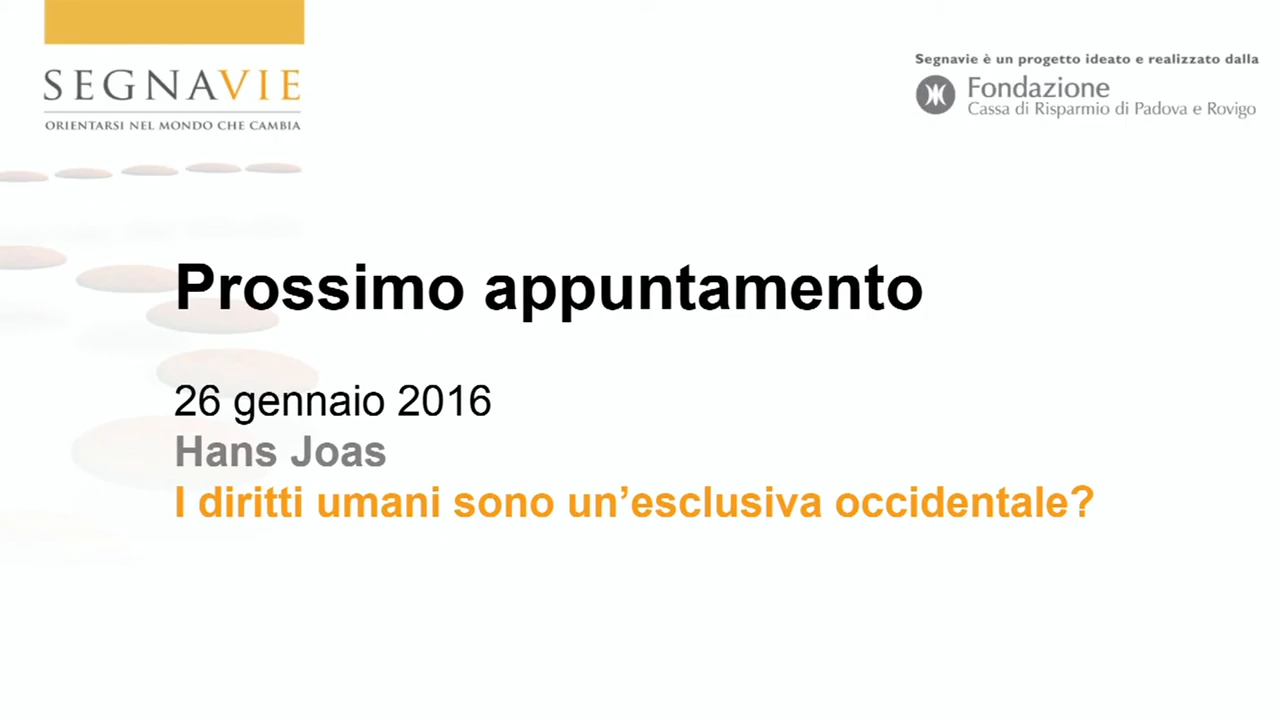 SEGNAVIE
ORIENTARSI NEL MONDO CHE CAMBIA
Segnavie è un progetto ideato e realizzato dalla
Fondazione
Cassa di Risparmio di Padova e Rovigo
Prossimo appuntamento
26 gennaio 2016
Hans Joas
I diritti umani sono un’esclusiva occidentale?